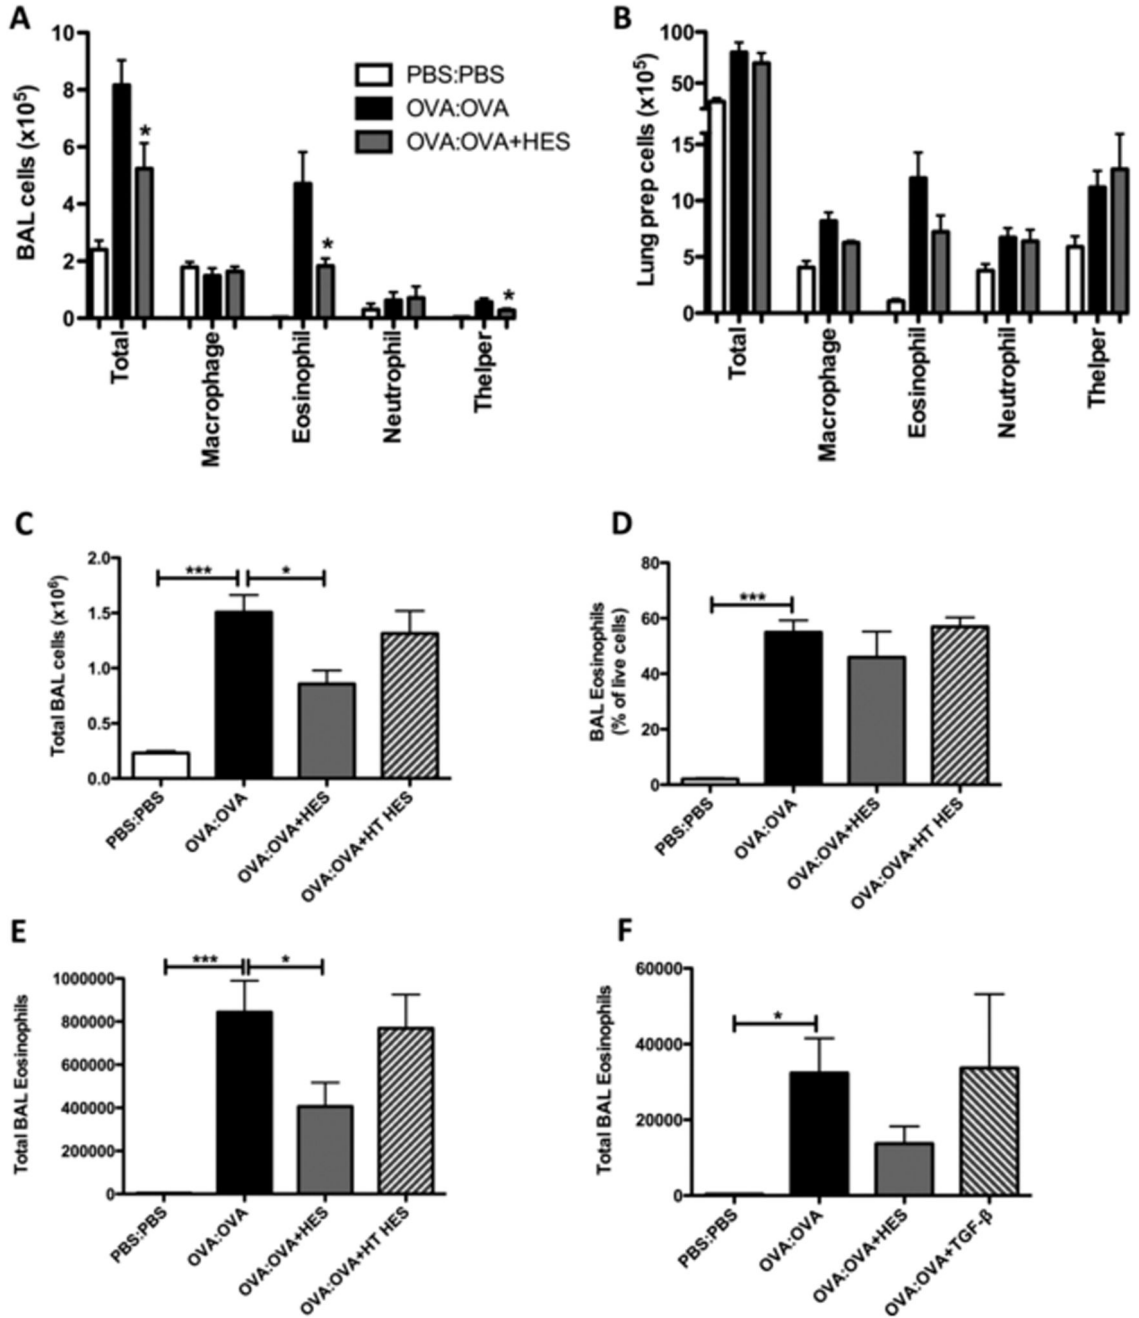 A
BAL cells (x10⁵)
10
8
6
4
2
0
*
*
*
PBS:PBS
OVA:OVA
OVA:OVA+HES
Total
Macrophage
Eosinophil
Neutrophil
Thelper
B
Lung prep cells (x10⁵)
100
50
15
10
5
0
Total
Macrophage
Eosinophil
Neutrophil
Thelper
C
Total BAL cells (x10⁶)
2.0
1.5
1.0
0.5
0.0
***
*
PBS:PBS
OVA:OVA
OVA:OVA+HES
OVA:OVA+HT HES
D
BAL Eosinophils
(% of live cells)
80
60
40
20
0
***
PBS:PBS
OVA:OVA
OVA:OVA+HES
OVA:OVA+HT HES
E
Total BAL Eosinophils
1000000
800000
600000
400000
200000
0
***
*
PBS:PBS
OVA:OVA
OVA:OVA+HES
OVA:OVA+HT HES
F
Total BAL Eosinophils
60000
40000
20000
0
*
PBS:PBS
OVA:OVA
OVA:OVA+HES
OVA:OVA+TGF-β